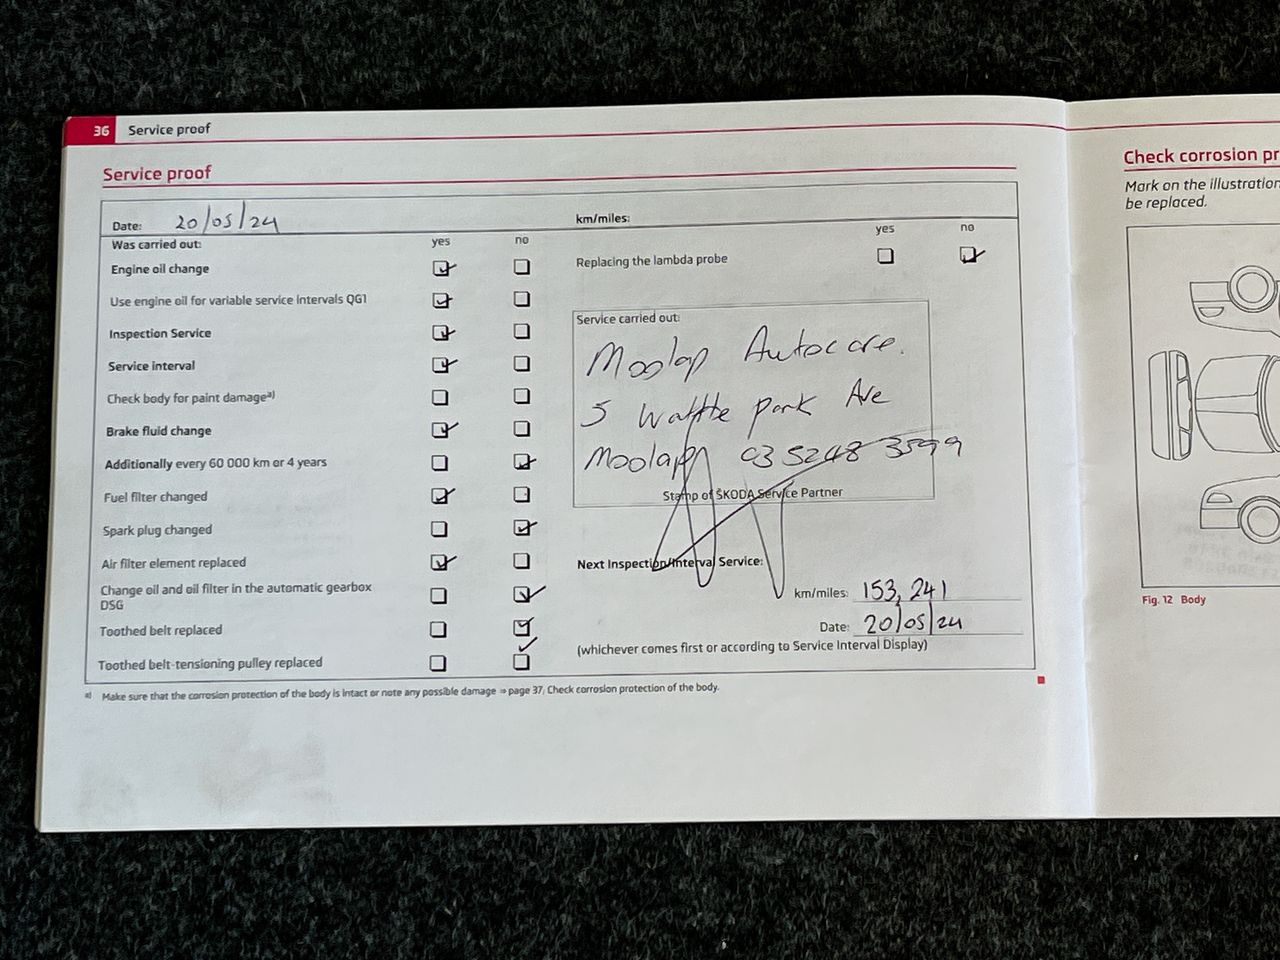 36 Service proof
Service proof
Date: 20/05/24 km/miles:
Was carried out: yes no yes no
Engine oil change Replacing the lambda probe
Use engine oil for variable service intervals QG1
Inspection Service
Service interval
Check body for paint damage a)
Brake fluid change
Additionally every 60 000 km or 4 years
Fuel filter changed
Spark plug changed
Air filter element replaced
Change oil and oil filter in the automatic gearbox
DSG
Toothed belt replaced
Toothed belt-tensioning pulley replaced
Service carried out:
Moolap Autocare.
5 Wattle Park Ave
Moolap 03 5248 3599
Stamp of ŠKODA Service Partner
Next Inspection/Interval Service:
km/miles: 153,241
Date: 20/05/24
(whichever comes first or according to Service Interval Display)
a) Make sure that the corrosion protection of the body is intact or note any possible damage ⇒ page 37, Check corrosion protection of the body.
Check corrosion pr
Mark on the illustration
be replaced.
Fig. 12 Body